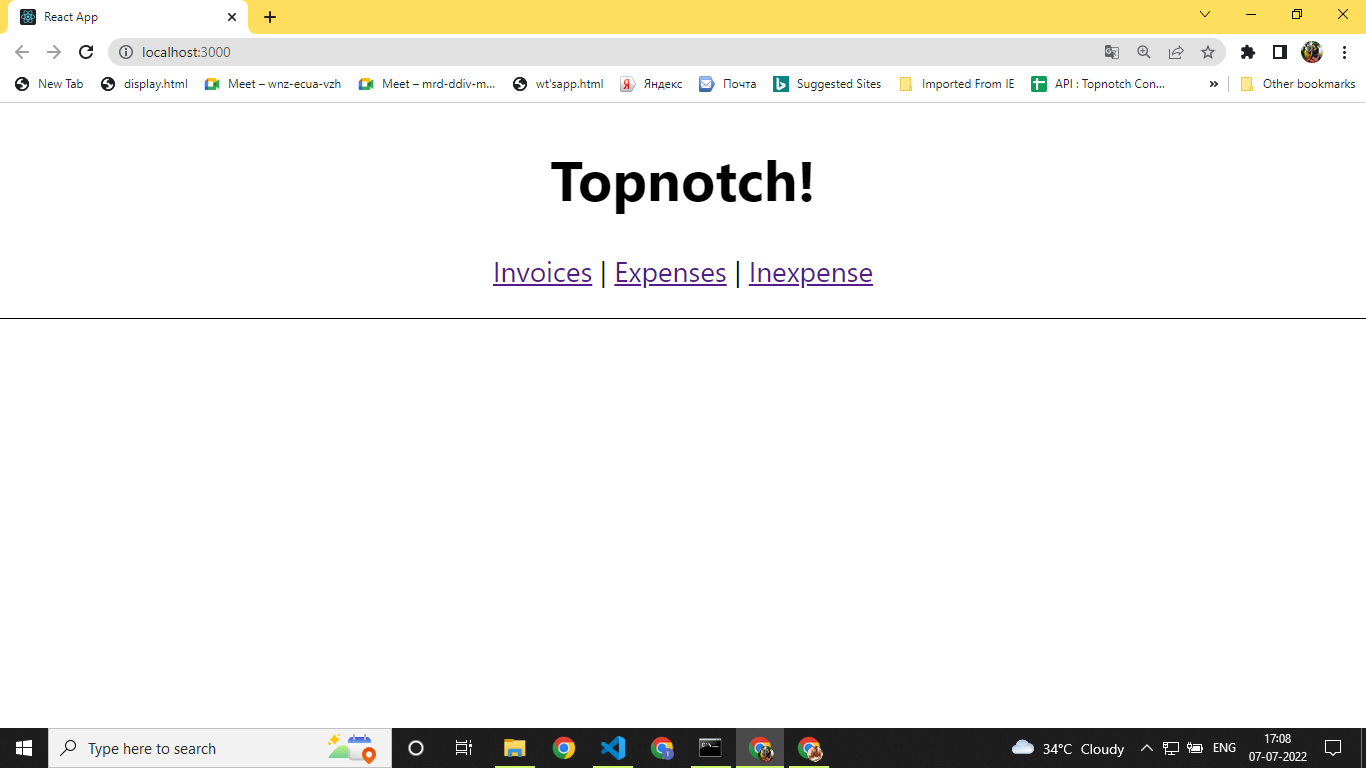 React App
localhost:3000
New Tab display.html Meet – wnz-ecua-vzh Meet – mrd-ddiv-m... wt'sapp.html Яндекс Почта Suggested Sites Imported From IE API : Topnotch Con... » Other bookmarks
Topnotch!
Invoices | Expenses | Inexpense
Type here to search 34°C Cloudy ENG 17:08
07-07-2022